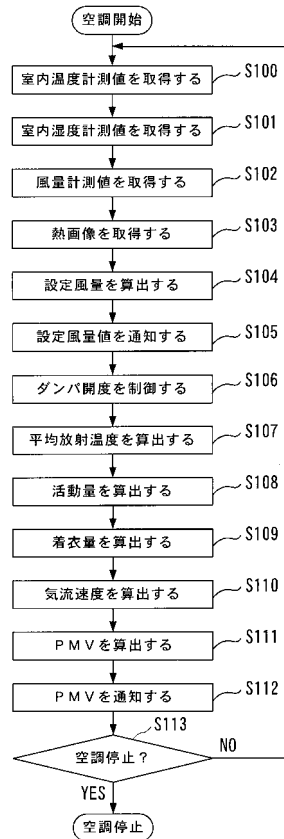 空調開始
室内温度計測値を取得する S100
室内湿度計測値を取得する S101
風量計測値を取得する S102
熱画像を取得する S103
設定風量を算出する S104
設定風量値を通知する S105
ダンパ開度を制御する S106
平均放射温度を算出する S107
活動量を算出する S108
着衣量を算出する S109
気流速度を算出する S110
PMVを算出する S111
PMVを通知する S112
S113
空調停止? NO
YES
空調停止